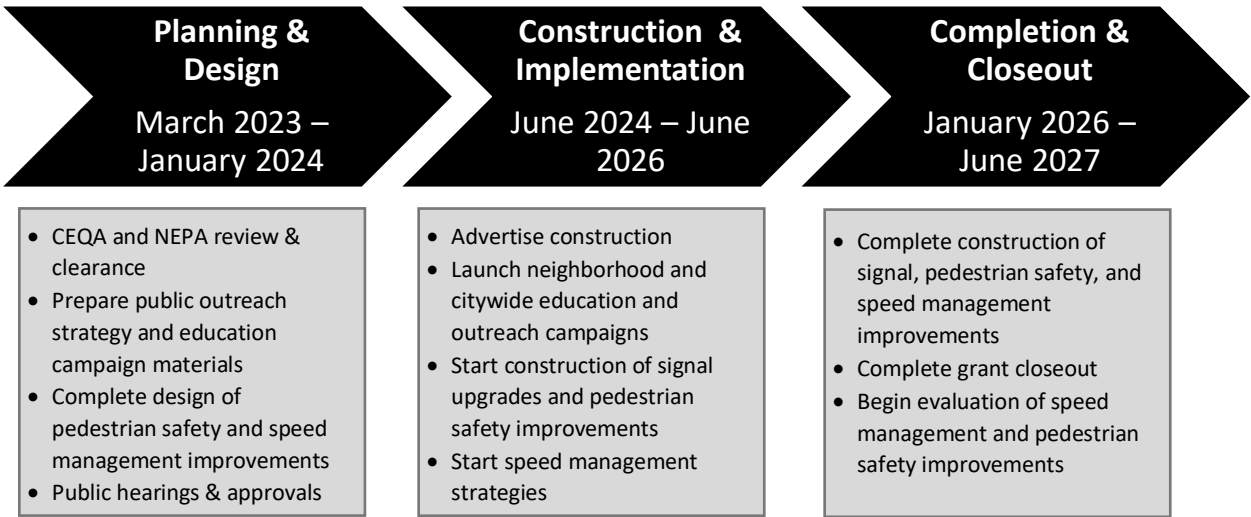 Planning &
Design
March 2023 –
January 2024
Construction  &
Implementation
June 2024 – June
2026
Completion &
Closeout
January 2026 –
June 2027
• CEQA and NEPA review &
clearance
• Prepare public outreach
strategy and education
campaign materials
• Complete design of
pedestrian safety and speed
management improvements
• Public hearings & approvals
• Advertise construction
• Launch neighborhood and
citywide education and
outreach campaigns
• Start construction of signal
upgrades and pedestrian
safety improvements
• Start speed management
strategies
• Complete construction of
signal, pedestrian safety, and
speed management
improvements
• Complete grant closeout
• Begin evaluation of speed
management and pedestrian
safety improvements